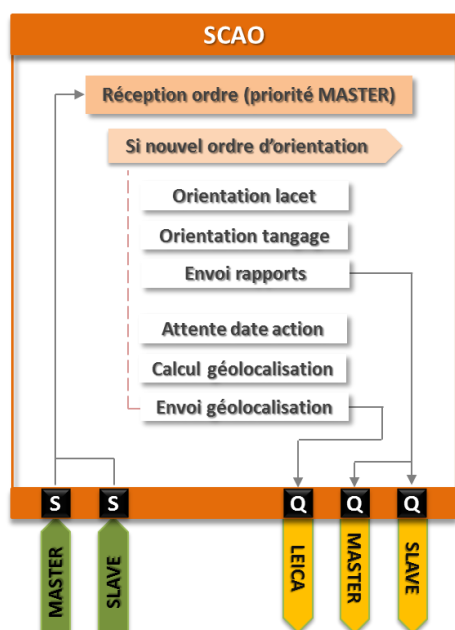 SCAO
Réception ordre (priorité MASTER)
Si nouvel ordre d'orientation
Orientation lacet
Orientation tangage
Envoi rapports
Attente date action
Calcul géolocalisation
Envoi géolocalisation
S
S
Q
Q
Q
MASTER
SLAVE
LEICA
MASTER
SLAVE